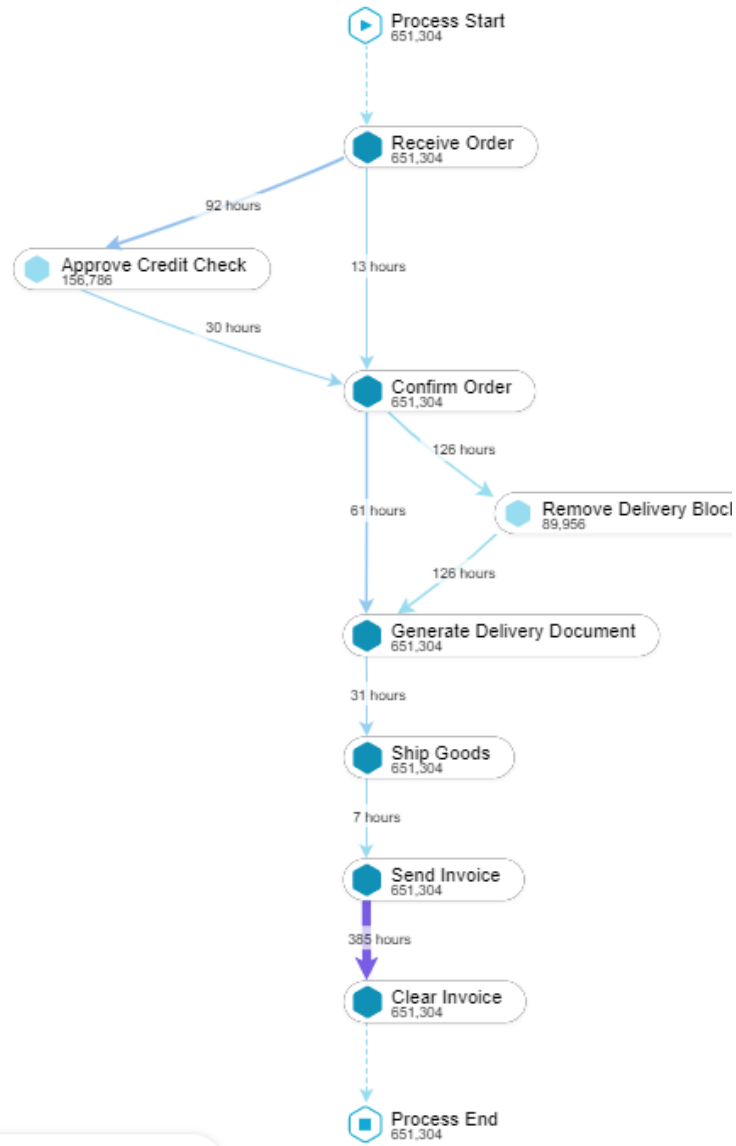 Process Start
651,304
Receive Order
651,304
92 hours
13 hours
Approve Credit Check
156,786
30 hours
Confirm Order
651,304
126 hours
61 hours
Remove Delivery Block
89,956
126 hours
Generate Delivery Document
651,304
31 hours
Ship Goods
651,304
7 hours
Send Invoice
651,304
385 hours
Clear Invoice
651,304
Process End
651,304